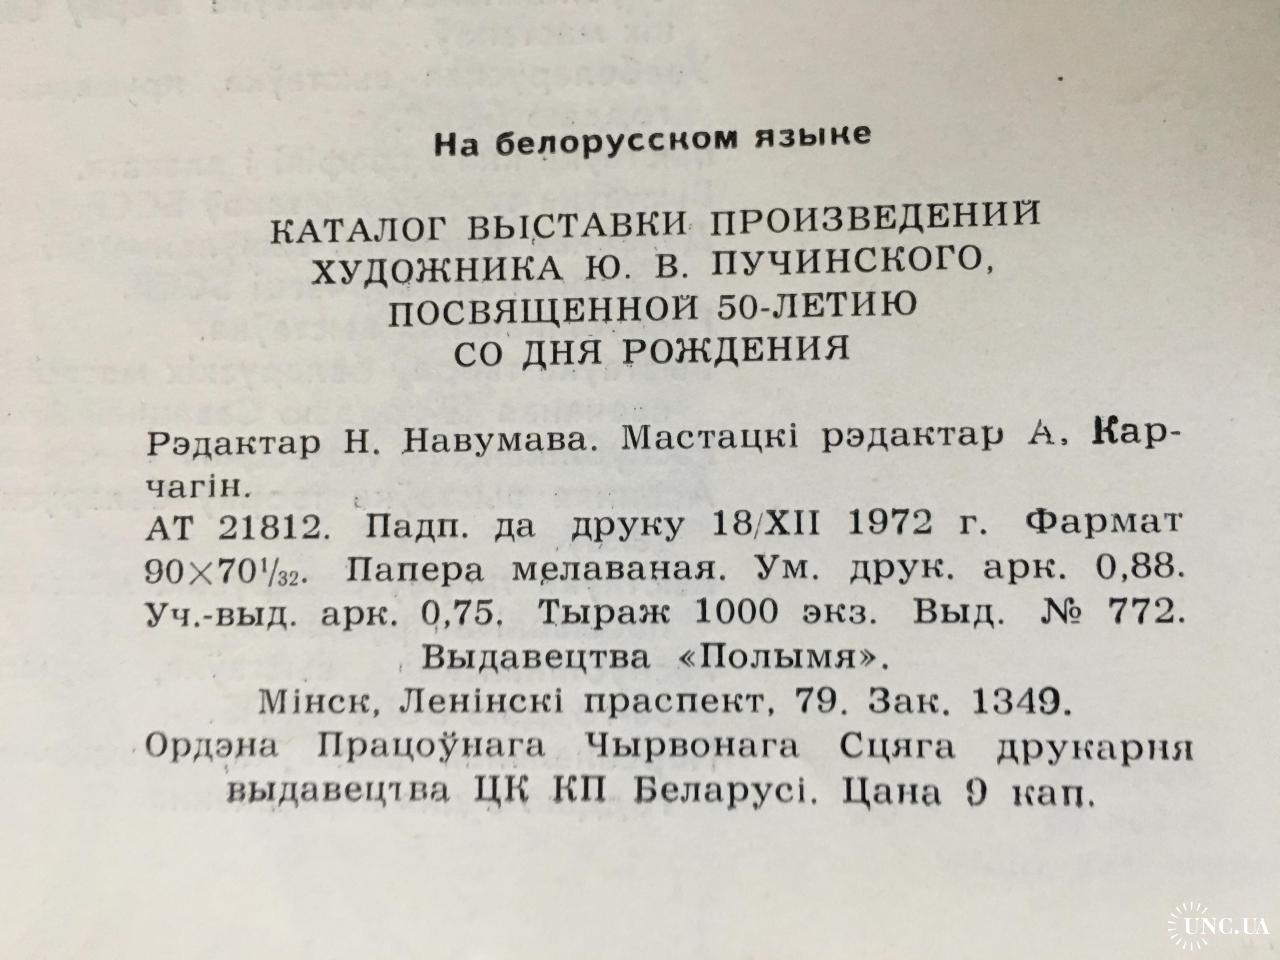 На белорусском языке
КАТАЛОГ ВЫСТАВКИ ПРОИЗВЕДЕНИЙ
ХУДОЖНИКА Ю. В. ПУЧИНСКОГО,
ПОСВЯЩЕННОЙ 50-ЛЕТИЮ
СО ДНЯ РОЖДЕНИЯ
Рэдактар Н. Навумава. Мастацкі рэдактар А. Кар-
чагін.
АТ 21812. Падп. да друку 18/XII 1972 г. Фармат
90×70¹/₃₂. Папера мелаваная. Ум. друк. арк. 0,88.
Уч.-выд. арк. 0,75. Тыраж 1000 экз. Выд. № 772.
Выдавецтва «Полымя».
Мінск, Ленінскі праспект, 79. Зак. 1349.
Ордэна Працоўнага Чырвонага Сцяга друкарня
выдавецтва ЦК КП Беларусі. Цана 9 кап.
UNC.UA